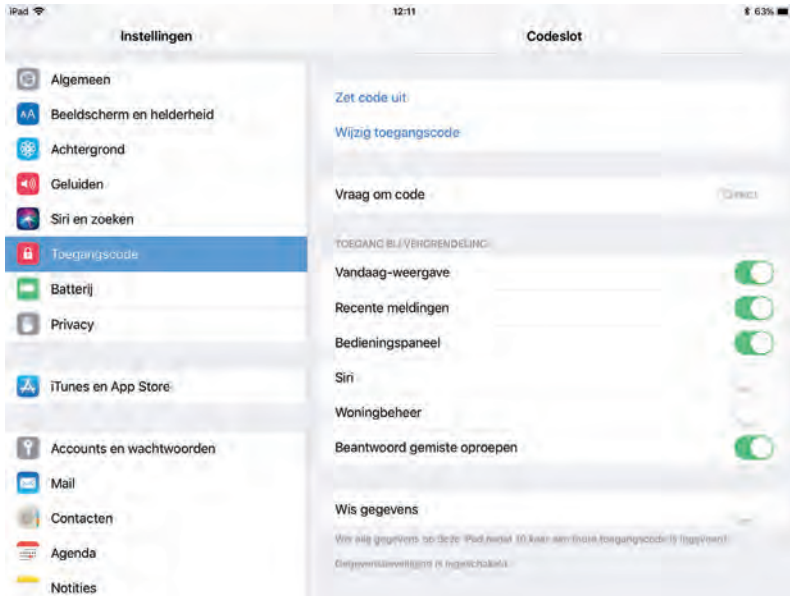 iPad 12:11 63%
Instellingen
Codeslot
Algemeen
Beeldscherm en helderheid
Achtergrond
Geluiden
Siri en zoeken
Toegangscode
Batterij
Privacy
iTunes en App Store
Accounts en wachtwoorden
Mail
Contacten
Agenda
Notities
Zet code uit
Wijzig toegangscode
Vraag om code Direct
TOEGANG BIJ VERGRENDELING:
Vandaag-weergave
Recente meldingen
Bedieningspaneel
Siri
Woningbeheer
Beantwoord gemiste oproepen
Wis gegevens
Wis alle gegevens op deze iPad nadat 10 keer een foute toegangscode is ingevoerd.
Gegevensbeveiliging is ingeschakeld.